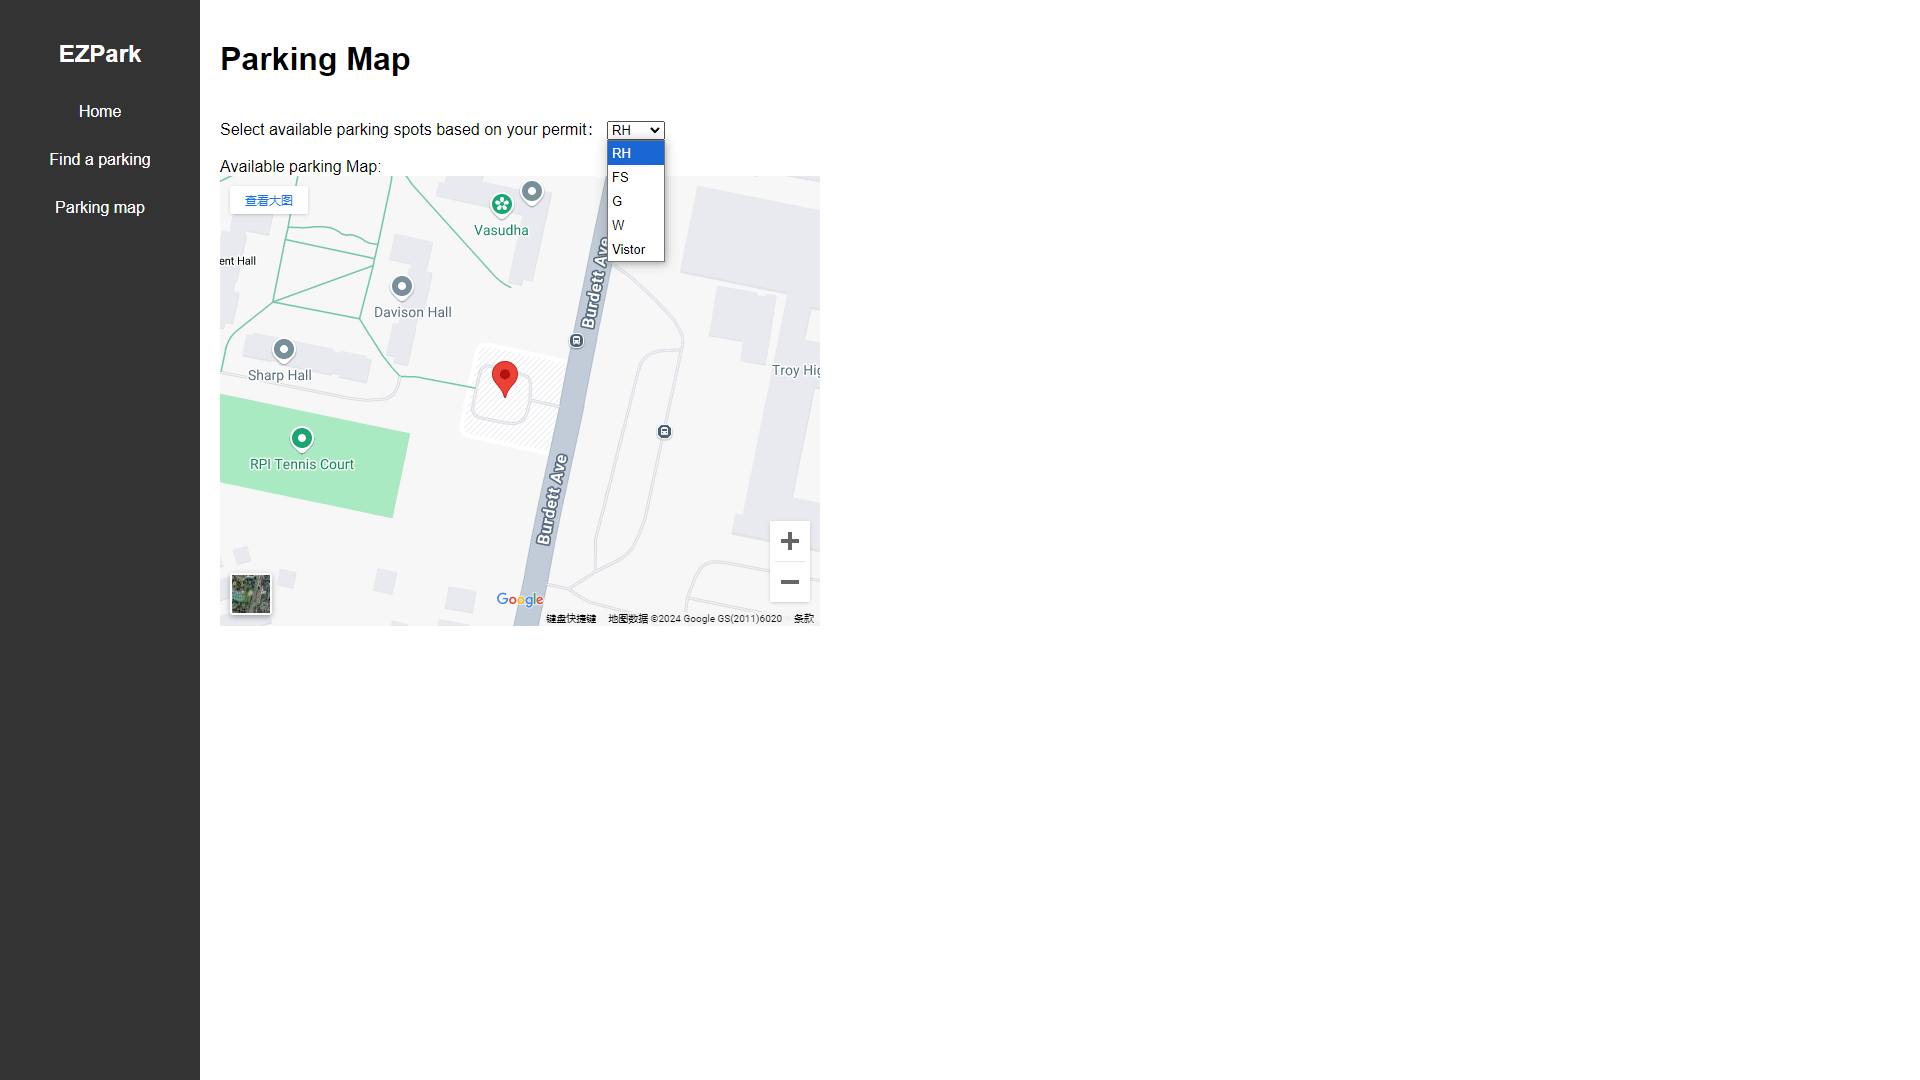 EZPark
Home
Find a parking
Parking map
Parking Map
Select available parking spots based on your permit:
RH
RH
FS
G
W
Vistor
Available parking Map:
查看大图
Vasudha
ent Hall
Burdett Ave
Davison Hall
Sharp Hall
Troy Hig
RPI Tennis Court
Burdett Ave
Google
键盘快捷键
地图数据 ©2024 Google GS(2011)6020
条款